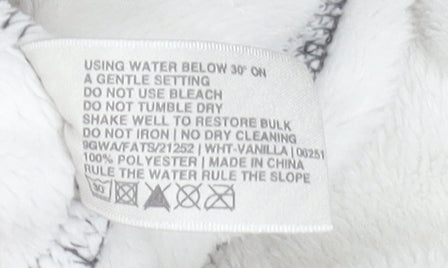 USING WATER BELOW 30° ON
A GENTLE SETTING
DO NOT USE BLEACH
DO NOT TUMBLE DRY
SHAKE WELL TO RESTORE BULK
DO NOT IRON | NO DRY CLEANING
9GWA/FATS/21252 | WHT-VANILLA | 06251
100% POLYESTER | MADE IN CHINA
RULE THE WATER RULE THE SLOPE
30°